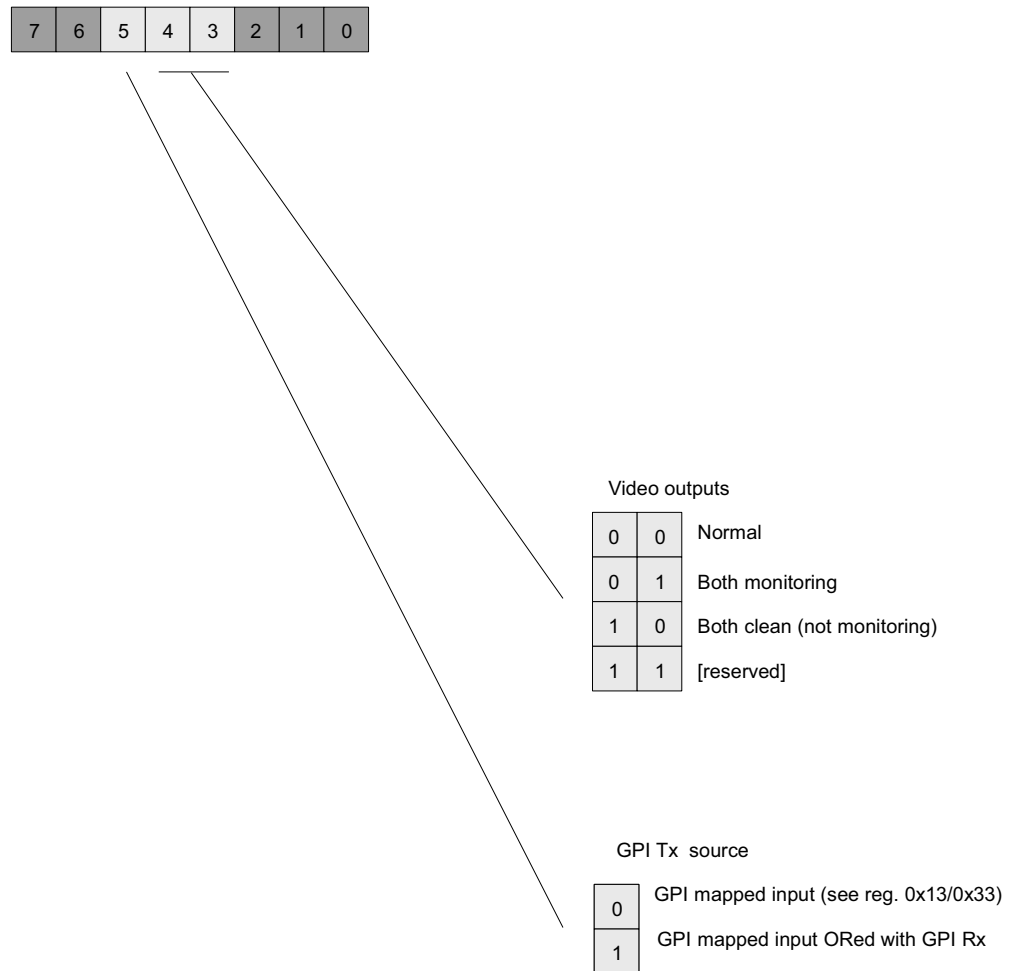 7 6 5 4 3 2 1 0
Video outputs
0 0 Normal
0 1 Both monitoring
1 0 Both clean (not monitoring)
1 1 [reserved]
GPI Tx source
0 GPI mapped input (see reg. 0x13/0x33)
1 GPI mapped input ORed with GPI Rx